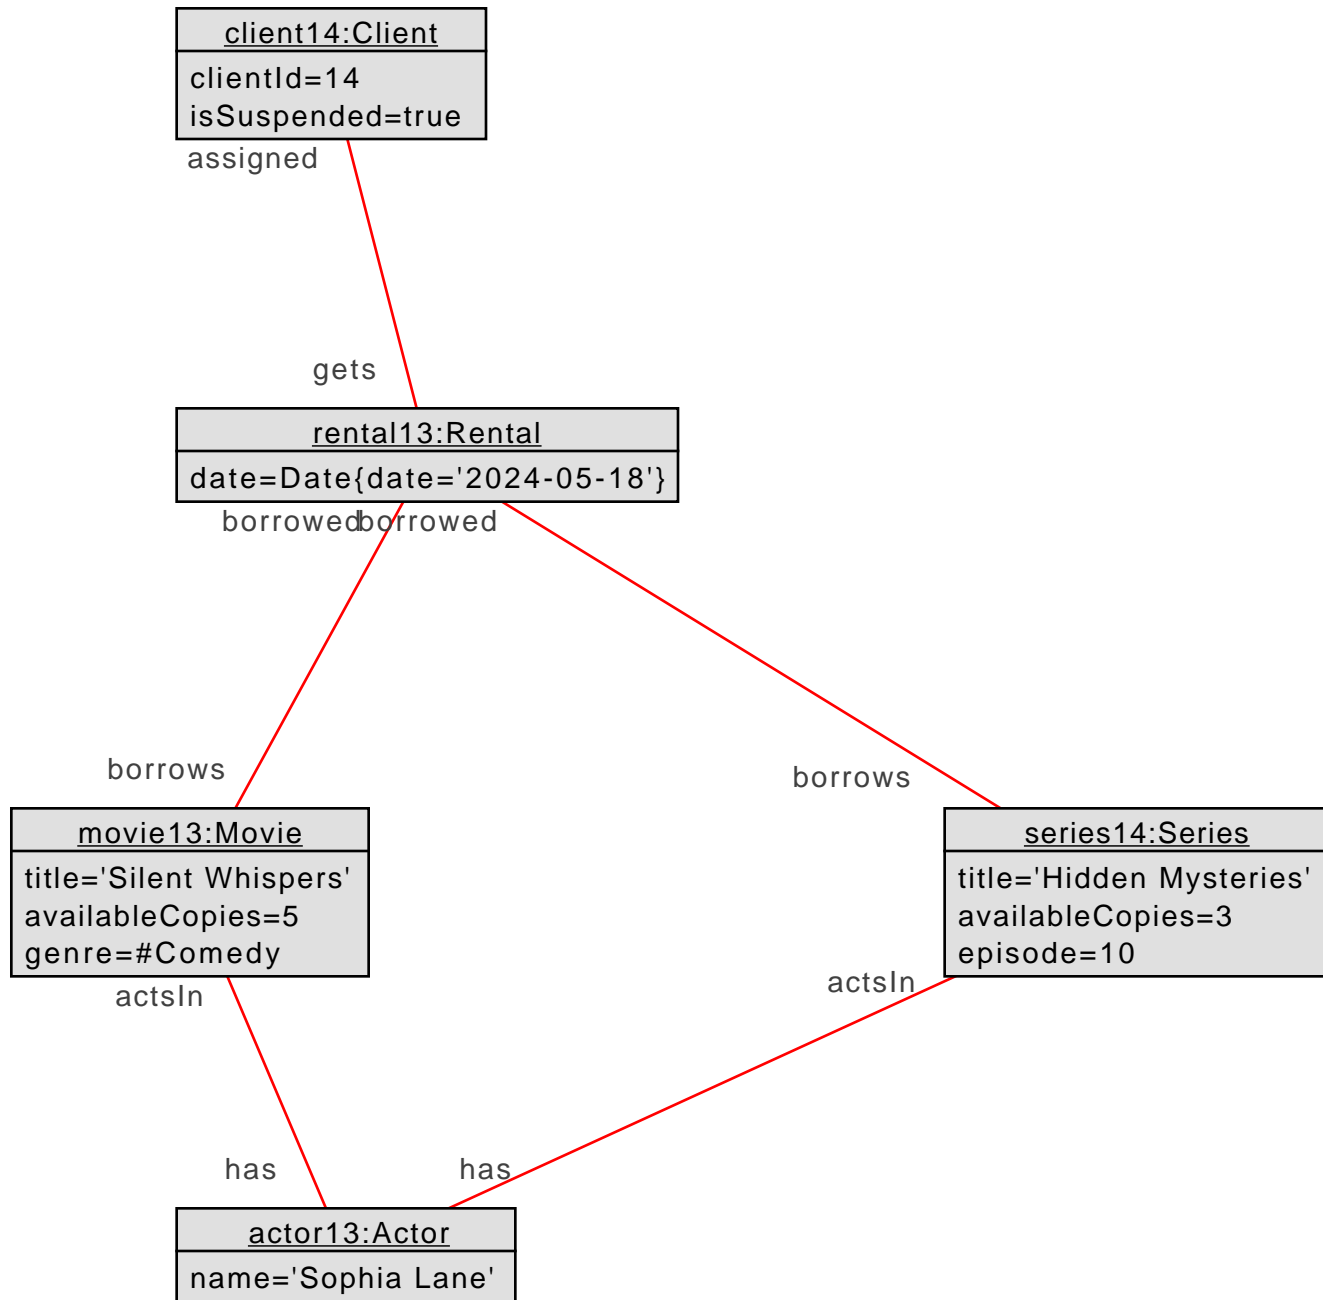 client14:Client
clientId=14
isSuspended=true
assigned
gets
rental13:Rental
date=Date{date='2024-05-18'}
borrowed
borrowed
borrows
borrows
movie13:Movie
title='Silent Whispers'
availableCopies=5
genre=#Comedy
series14:Series
title='Hidden Mysteries'
availableCopies=3
episode=10
actsIn
actsIn
has
has
actor13:Actor
name='Sophia Lane'